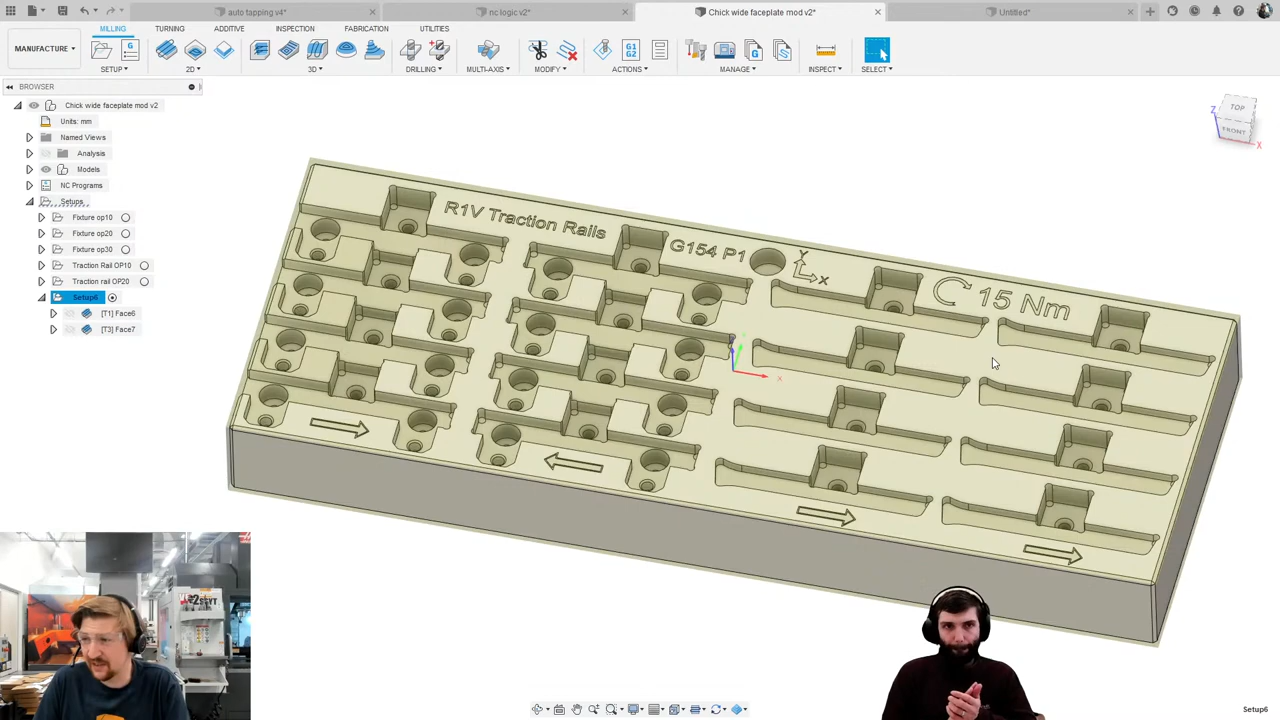 auto tapping v4*
nc logic v2*
Chick wide faceplate mod v2*
Untitled*
MILLING TURNING ADDITIVE INSPECTION FABRICATION UTILITIES
MANUFACTURE
SETUP 2D 3D DRILLING MULTI-AXIS MODIFY ACTIONS MANAGE INSPECT SELECT
BROWSER
Chick wide faceplate mod v2
Units: mm
Named Views
Analysis
Models
NC Programs
Setups
Fixture op10
Fixture op20
Fixture op30
Traction Rail OP10
Traction rail OP20
Setup6
[T1] Face6
[T3] Face7
TOP
FRONT
Z
X
R1V Traction Rails
G154 P1
Y
X
15 Nm
X
Setup6